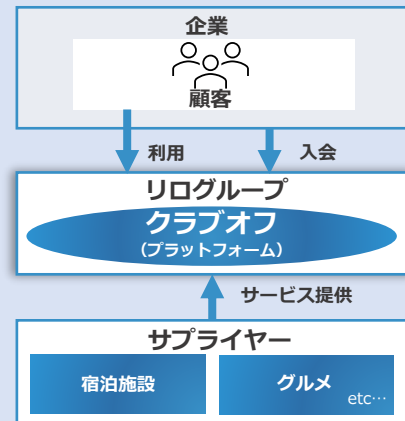 企業
顧客
利用
入会
リログループ
クラブオフ
（プラットフォーム）
サービス提供
サプライヤー
宿泊施設
グルメ
etc…